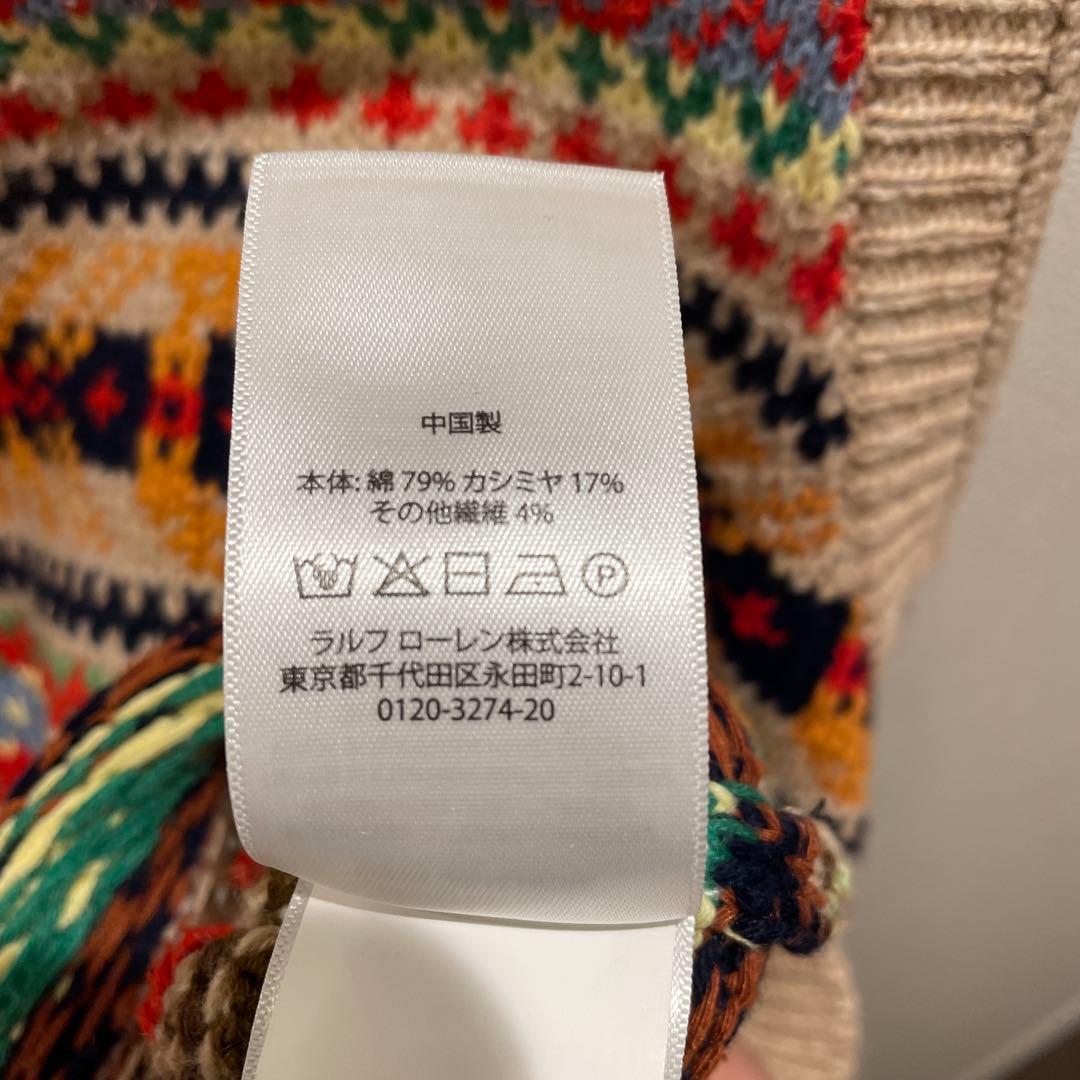 中国製
本体: 綿 79% カシミヤ 17%
その他繊維 4%
P
ラルフ ローレン株式会社
東京都千代田区永田町2-10-1
0120-3274-20